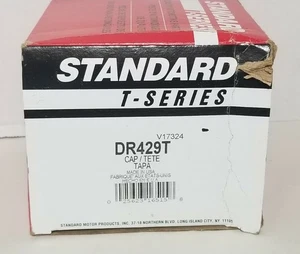 STANDARD
T-SERIES
V17324
DR429T
CAP / TETE
TAPA
MADE IN USA
FABRIQUE AUX ETATS-UNIS
STANDARD MOTOR PRODUCTS, INC. 37-18 NORTHERN BLVD. LONG ISLAND CITY, NY